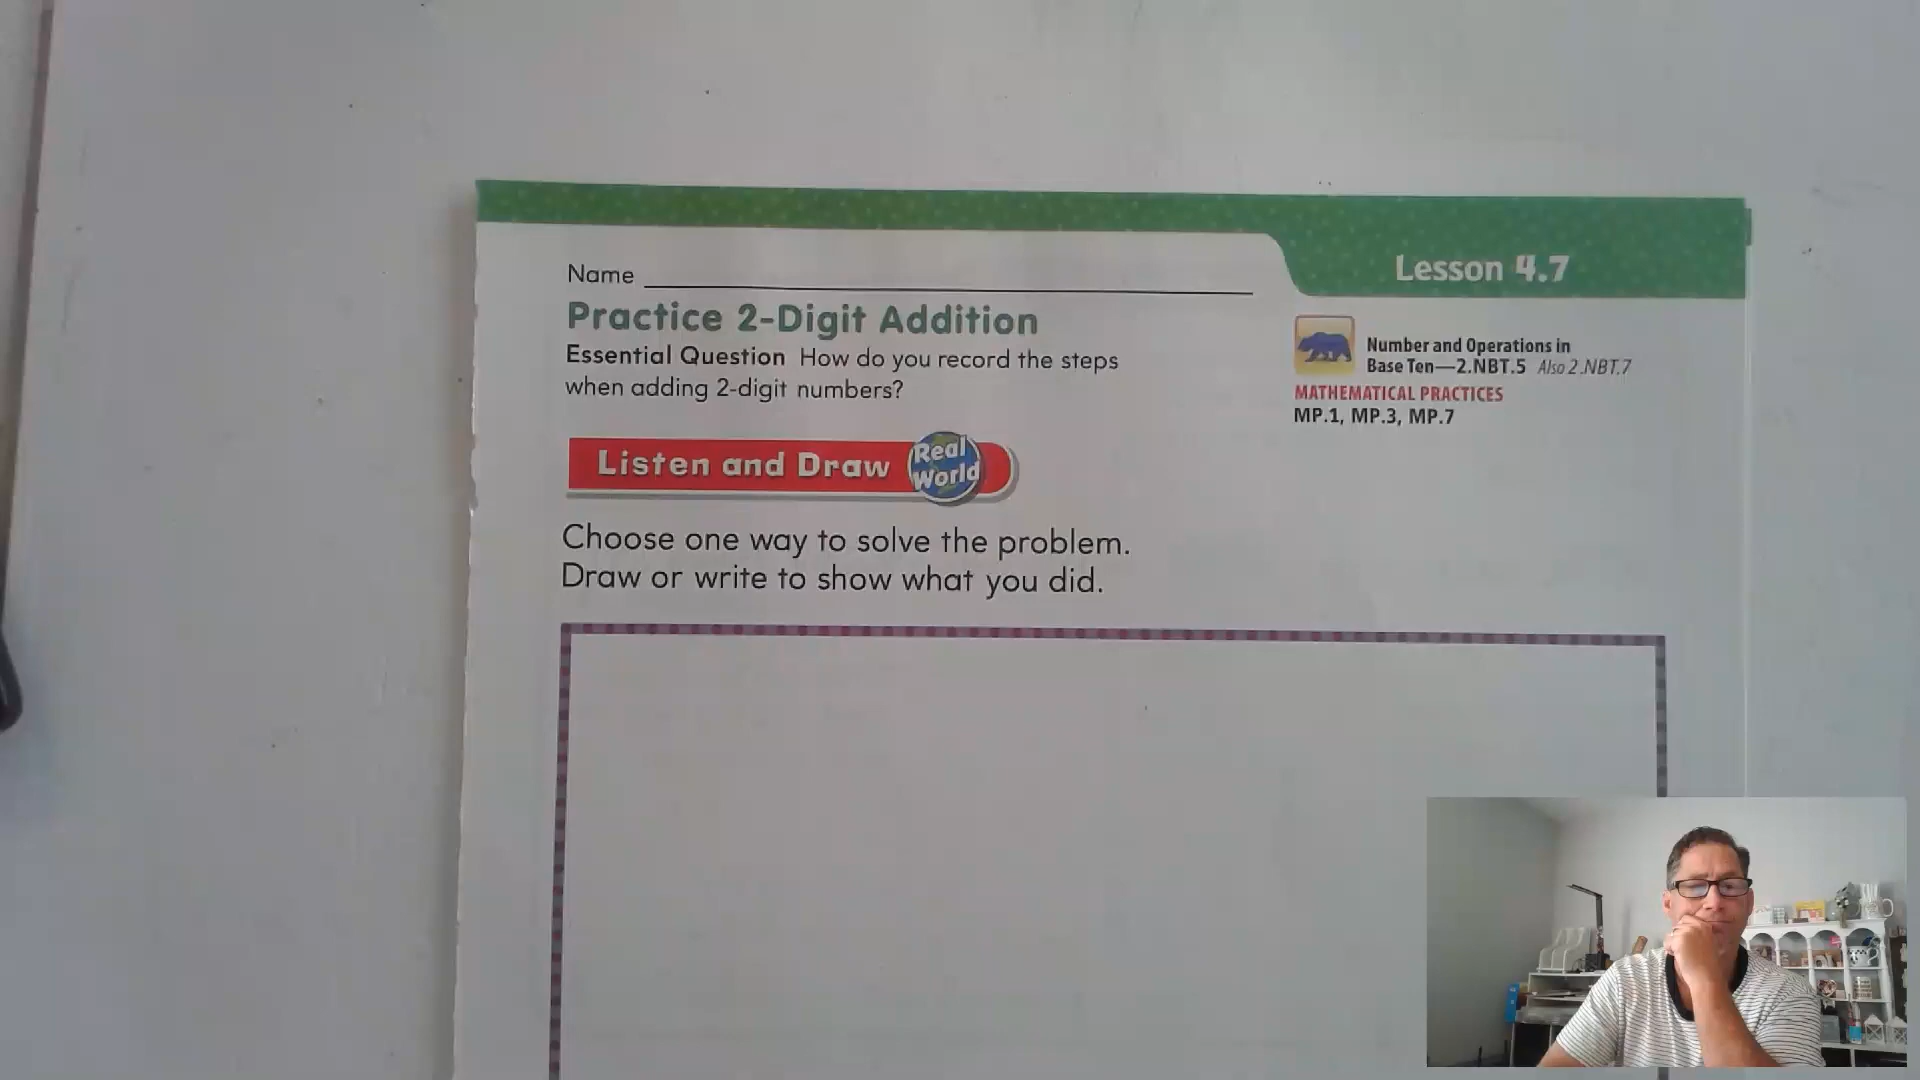 Name
Lesson 4.7
Practice 2-Digit Addition
Essential Question How do you record the steps
when adding 2-digit numbers?
Number and Operations in
Base Ten—2.NBT.5 Also 2.NBT.7
MATHEMATICAL PRACTICES
MP.1, MP.3, MP.7
Listen and Draw
Real
World
Choose one way to solve the problem.
Draw or write to show what you did.